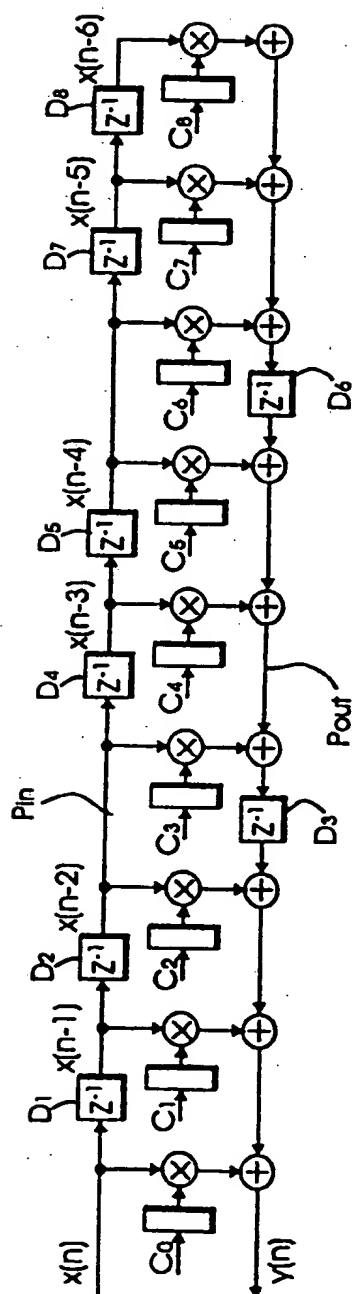 x(n) x(n-1) x(n-2) x(n-3) x(n-4) x(n-5) x(n-6)
D1 D2 Pin D4 D5 D7 D8
Z-1 Z-1 Z-1 Z-1 Z-1 Z-1
C0 C1 C2 C3 C4 C5 C6 C7 C8
Z-1 Z-1
y(n) D3 Pout D6